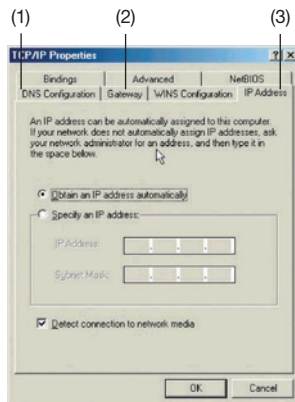 (1) (2) (3)
TCP/IP Properties ? X
Bindings Advanced NetBIOS
DNS Configuration Gateway WINS Configuration IP Address
An IP address can be automatically assigned to this computer.
If your network does not automatically assign IP addresses, ask
your network administrator for an address, and then type it in
the space below.
Obtain an IP address automatically
Specify an IP address:
IP Address:
. . .
Subnet Mask:
. . .
Detect connection to network media
OK Cancel